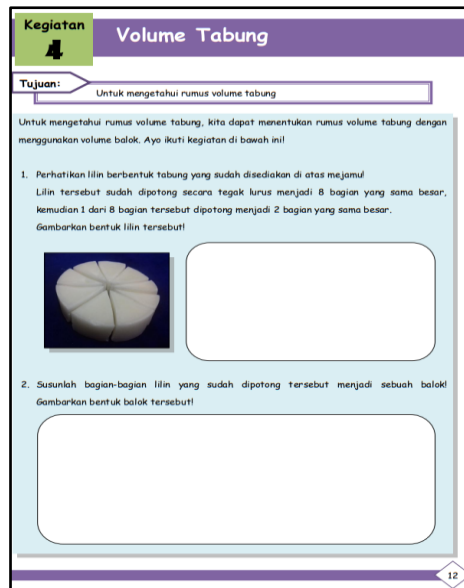 Kegiatan
4
Volume Tabung
Tujuan:
Untuk mengetahui rumus volume tabung
Untuk mengetahui rumus volume tabung, kita dapat menentukan rumus volume tabung dengan
menggunakan volume balok. Ayo ikuti kegiatan di bawah ini!
1. Perhatikan lilin berbentuk tabung yang sudah disediakan di atas mejamu!
Lilin tersebut sudah dipotong secara tegak lurus menjadi 8 bagian yang sama besar,
kemudian 1 dari 8 bagian tersebut dipotong menjadi 2 bagian yang sama besar.
Gambarkan bentuk lilin tersebut!
2. Susunlah bagian-bagian lilin yang sudah dipotong tersebut menjadi sebuah balok!
Gambarkan bentuk balok tersebut!
12